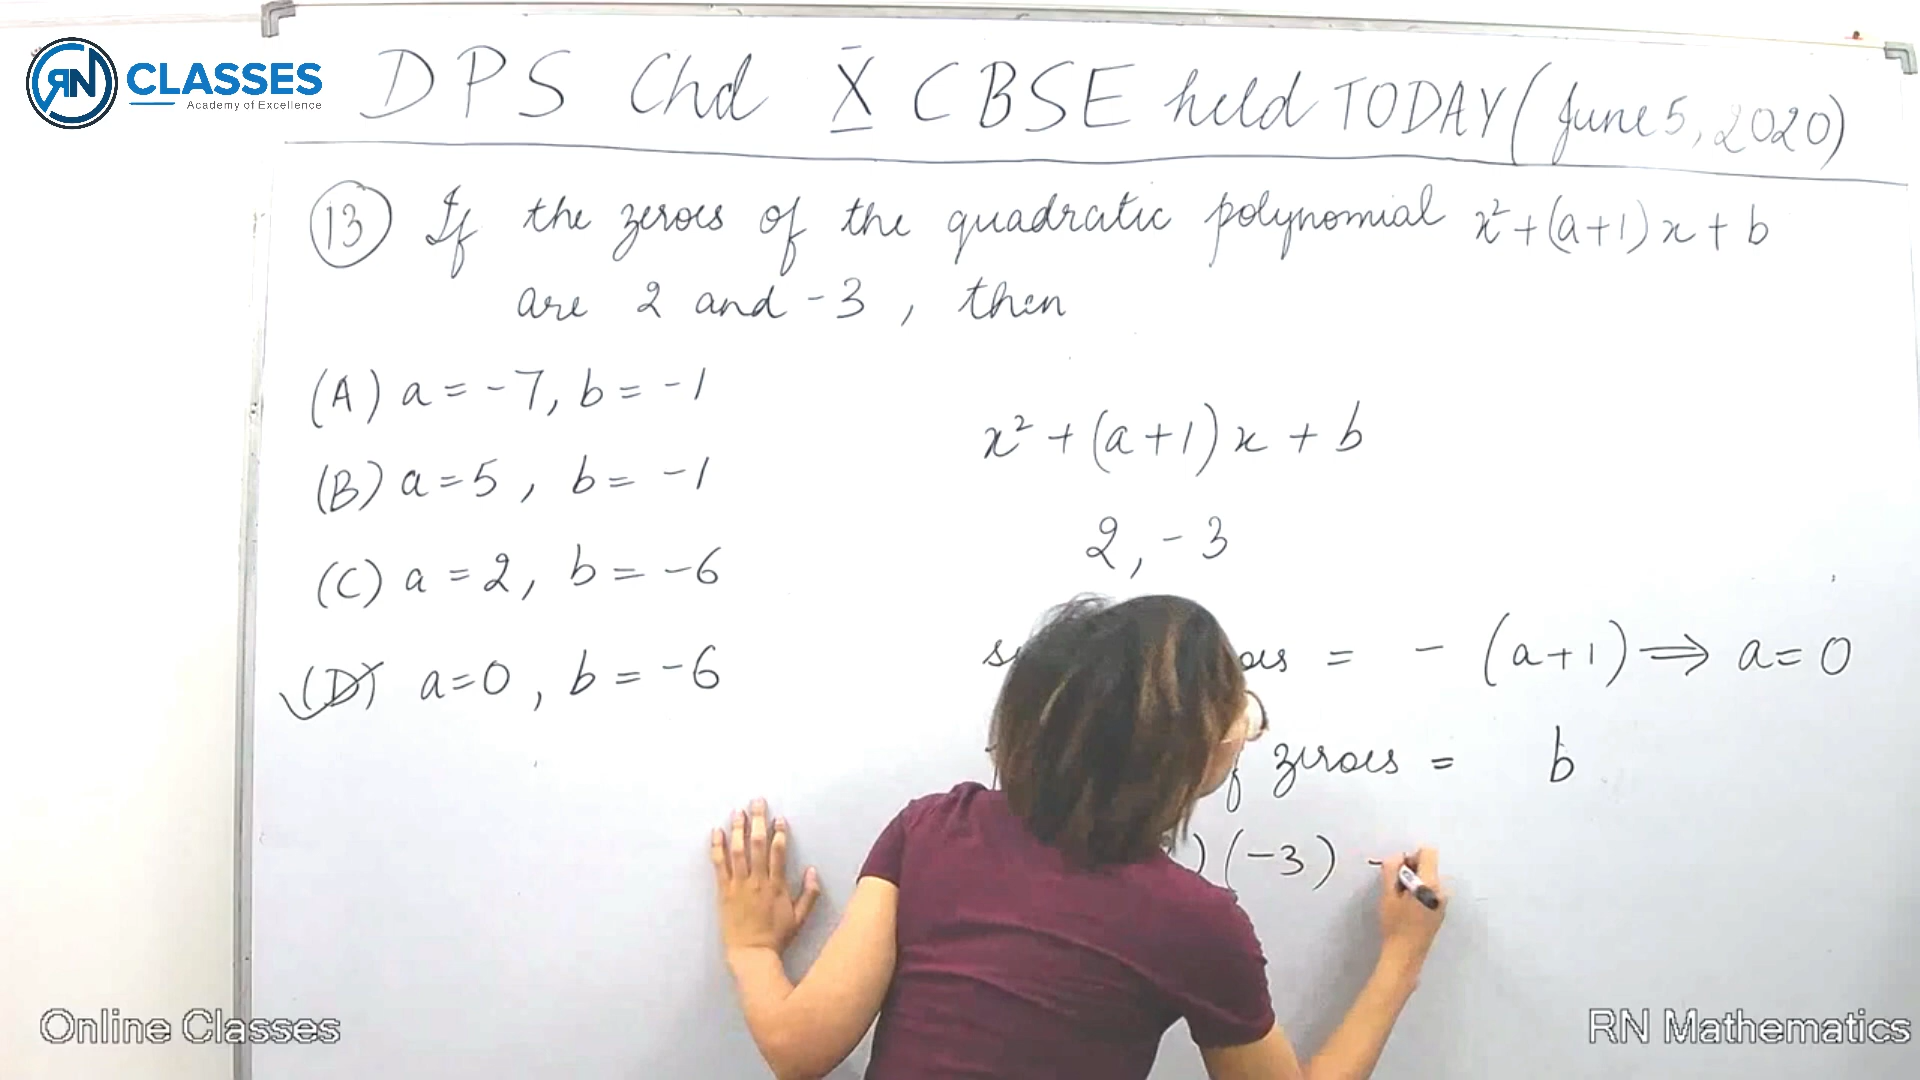 RN CLASSES
Academy of Excellence
DPS Chd X CBSE held TODAY (June 5, 2020)
(13) If the zeroes of the quadratic polynomial x² + (a+1)x + b
are 2 and -3, then
(A) a = -7, b = -1
(B) a = 5, b = -1
(C) a = 2, b = -6
(D) a = 0, b = -6
x² + (a+1)x + b
2, -3
= - (a+1) ⇒ a = 0
zeroes = b
) (-3)
Online Classes
RN Mathematics